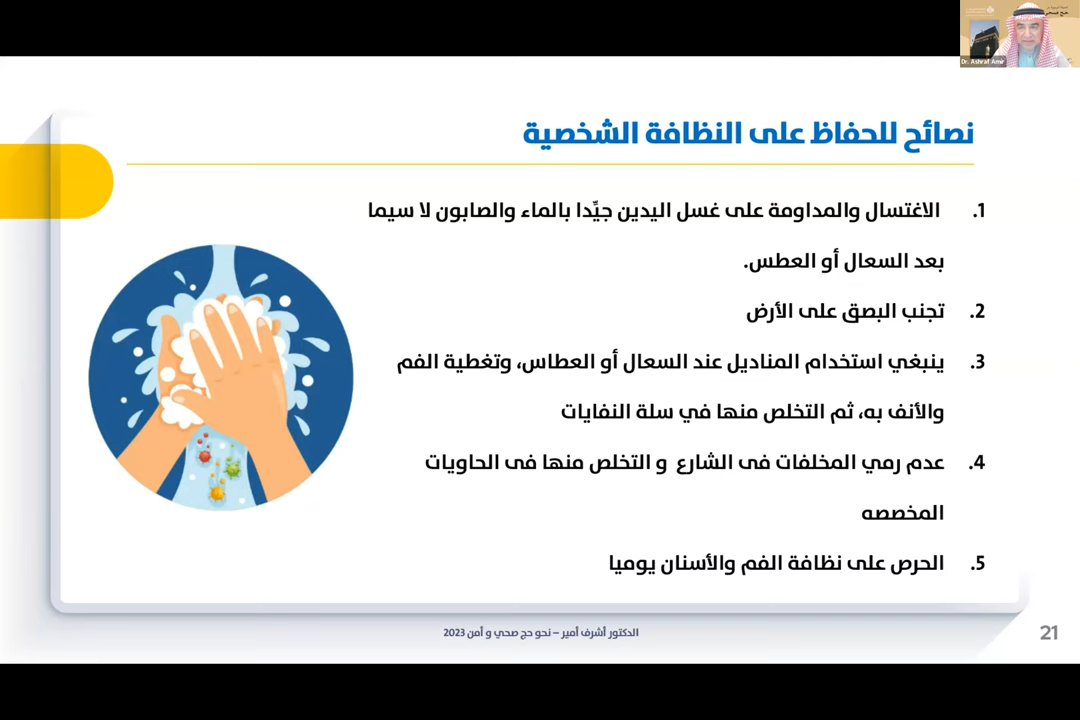 Dr. Ashraf Amir
نصائح للحفاظ على النظافة الشخصية
1. الاغتسال والمداومة على غسل اليدين جيِّدا بالماء والصابون لا سيما
بعد السعال أو العطس.
2. تجنب البصق على الأرض
3. ينبغي استخدام المناديل عند السعال أو العطاس، وتغطية الفم
والأنف به، ثم التخلص منها في سلة النفايات
4. عدم رمي المخلفات فى الشارع و التخلص منها فى الحاويات
المخصصه
5. الحرص على نظافة الفم والأسنان يوميا
الدكتور أشرف أمير – نحو حج صحي و أمن 2023
21